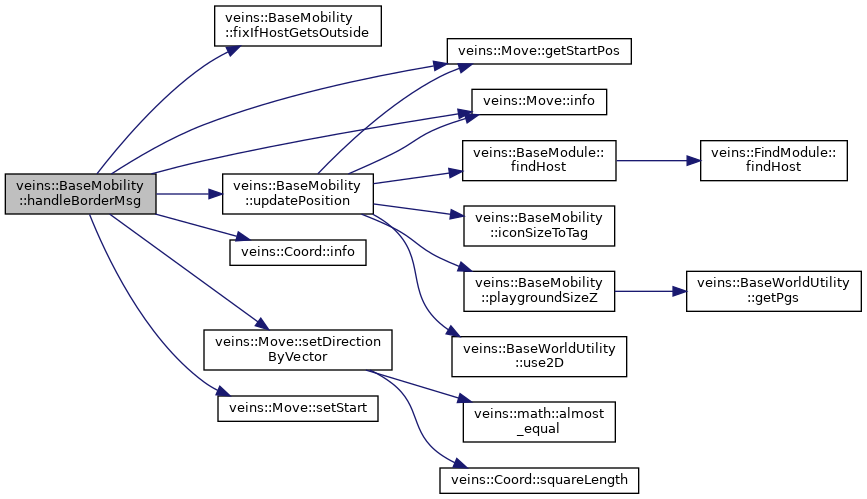 veins::BaseMobility
::fixIfHostGetsOutside
veins::Move::getStartPos
veins::Move::info
veins::BaseModule::
findHost
veins::FindModule::
findHost
veins::BaseMobility
::handleBorderMsg
veins::BaseMobility
::updatePosition
veins::BaseMobility
::iconSizeToTag
veins::Coord::info
veins::BaseMobility
::playgroundSizeZ
veins::BaseWorldUtility
::getPgs
veins::Move::setDirection
ByVector
veins::BaseWorldUtility
::use2D
veins::Move::setStart
veins::math::almost
_equal
veins::Coord::squareLength